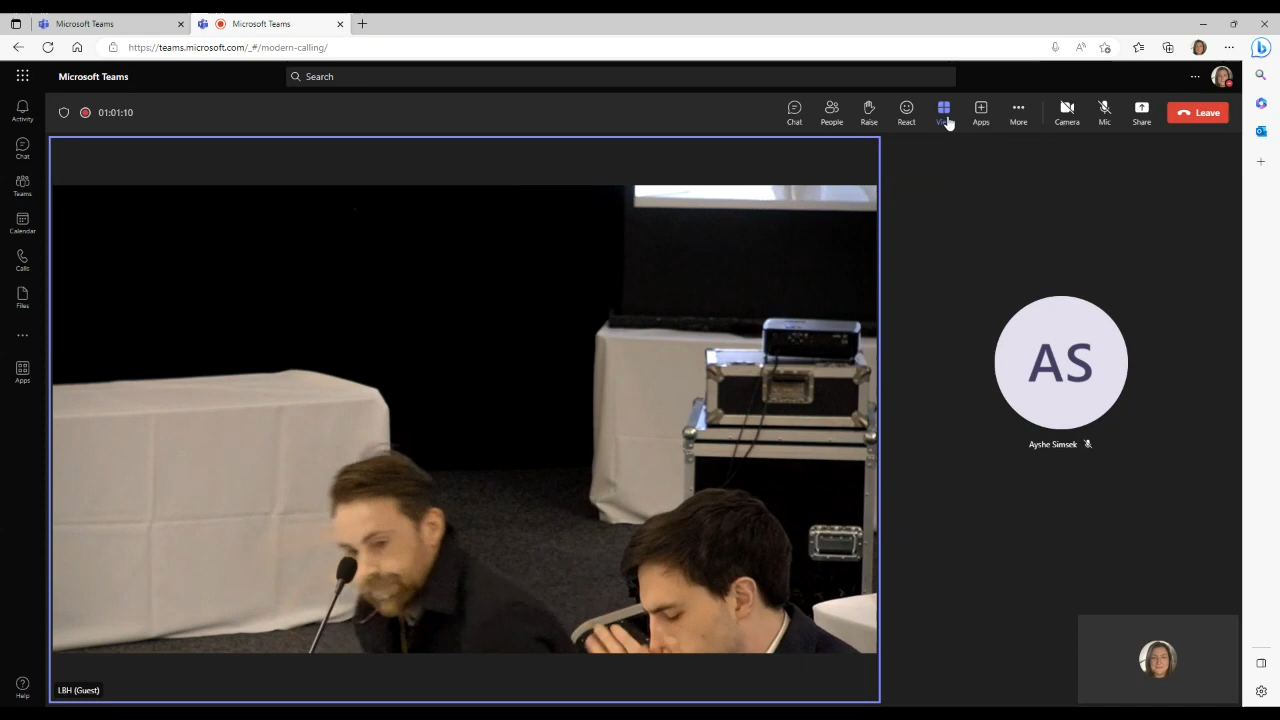 Microsoft Teams
Microsoft Teams
https://teams.microsoft.com/_#/modern-calling/
Microsoft Teams
Search
01:01:10
Chat
People
Raise
React
Apps
More
Camera
Mic
Share
Leave
Activity
Chat
Teams
Calendar
Calls
Files
Apps
Help
AS
Ayshe Simsek
LBH (Guest)